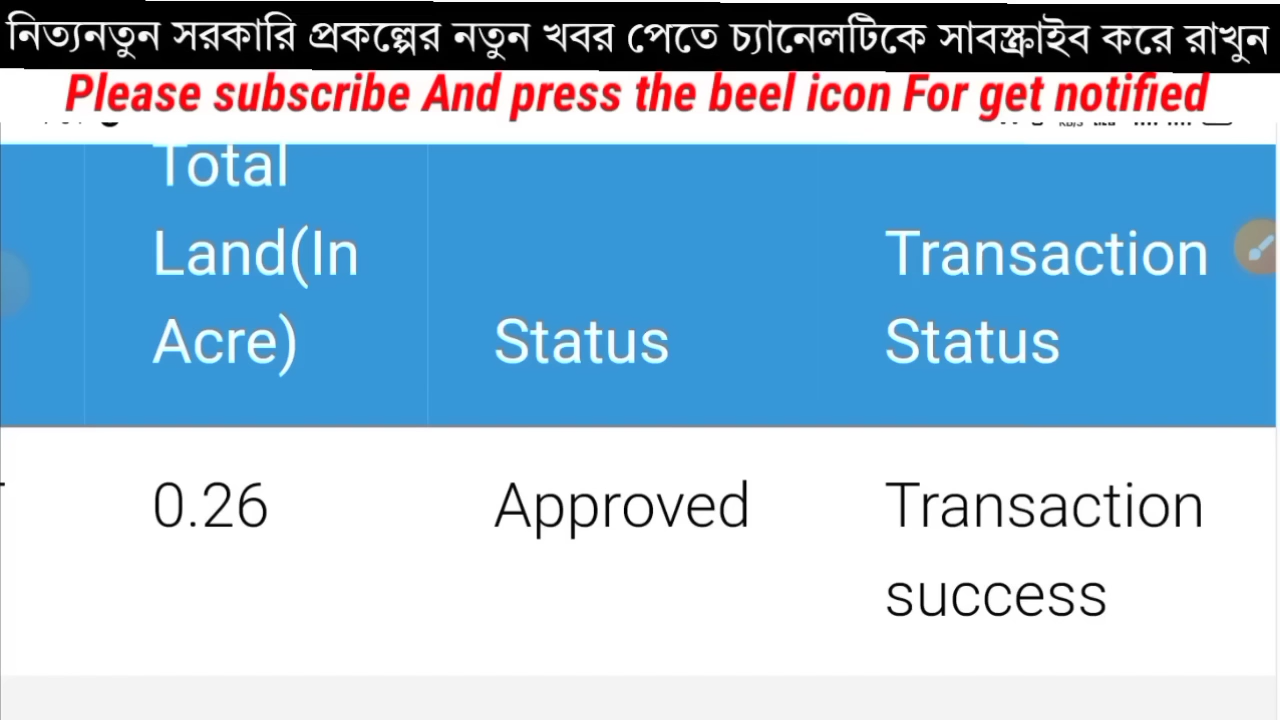 নিত্যনতুন সরকারি প্রকল্পের নতুন খবর পেতে চ্যানেলটিকে সাবস্ক্রাইব করে রাখুন
Please subscribe And press the beel icon For get notified
Total
Land(In
Acre)
Status
Transaction
Status
0.26
Approved
Transaction
success